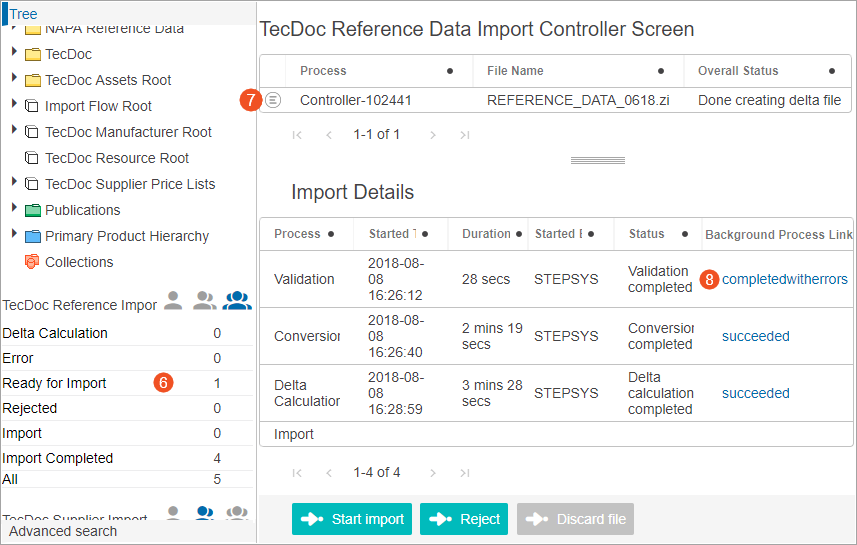 Tree
NAPA Reference Data
TecDoc
TecDoc Assets Root
Import Flow Root
TecDoc Manufacturer Root
TecDoc Resource Root
TecDoc Supplier Price Lists
Publications
Primary Product Hierarchy
Collections
TecDoc Reference Impor
Delta Calculation 0
Error 0
Ready for Import 6 1
Rejected 0
Import 0
Import Completed 4
All 5
TecDoc Supplier Import
Advanced search
TecDoc Reference Data Import Controller Screen
Process File Name Overall Status
7 Controller-102441 REFERENCE_DATA_0618.zi Done creating delta file
1-1 of 1
Import Details
Process Started Duration Started Status Background Process Link
Validation 2018-08-08 16:26:12 28 secs STEPSYS Validation completed 8 completedwitherrors
Conversion 2018-08-08 16:26:40 2 mins 19 secs STEPSYS Conversion completed succeeded
Delta Calculation 2018-08-08 16:28:59 3 mins 28 secs STEPSYS Delta calculation completed succeeded
Import
1-4 of 4
Start import Reject Discard file